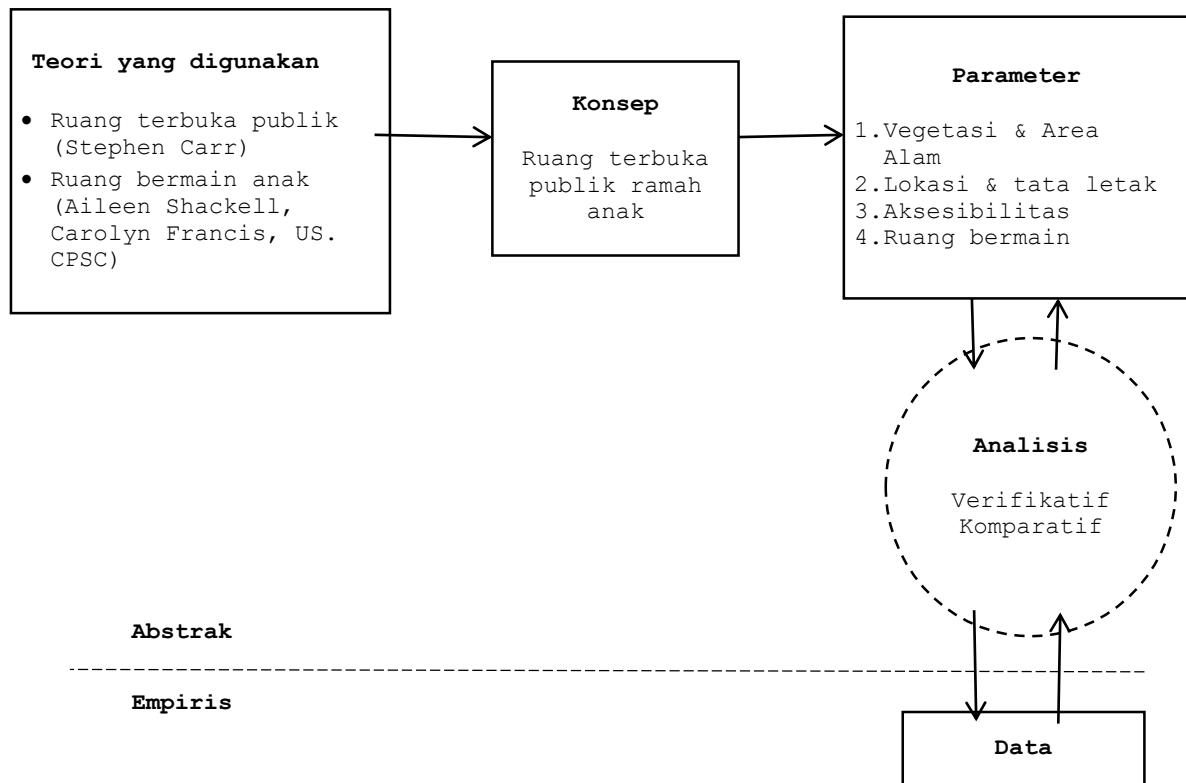 Teori yang digunakan
• Ruang terbuka publik
(Stephen Carr)
• Ruang bermain anak
(Aileen Shackell,
Carolyn Francis, US.
CPSC)
Konsep
Ruang terbuka
publik ramah
anak
Parameter
1.Vegetasi & Area
Alam
2.Lokasi & tata letak
3.Aksesibilitas
4.Ruang bermain
Analisis
Verifikatif
Komparatif
Abstrak
Empiris
Data